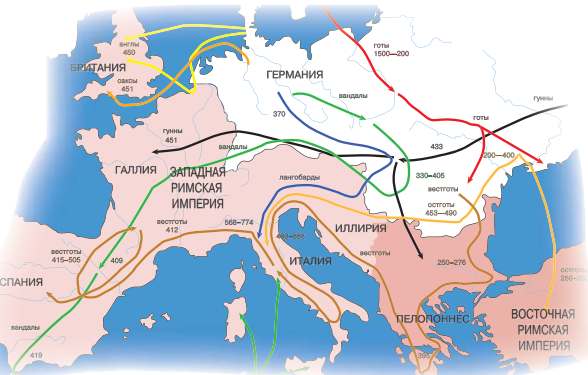 готы
1500—200
англы
450
БРИТАНИЯ
ГЕРМАНИЯ
саксы
451
вандалы
гунны
370
готы
гунны
451
433
вандалы
200—400
ГАЛЛИЯ
ЗАПАДНАЯ
РИМСКАЯ
ИМПЕРИЯ
лангобарды
330—405
вестготы
остготы
453—490
вестготы
412
568—774
ИЛЛИРИЯ
вестготы
415—505
409
ИТАЛИЯ
вестготы
250—276
СПАНИЯ
ПЕЛОПОННЕС
ВОСТОЧНАЯ
РИМСКАЯ
ИМПЕРИЯ
вандалы
419
395